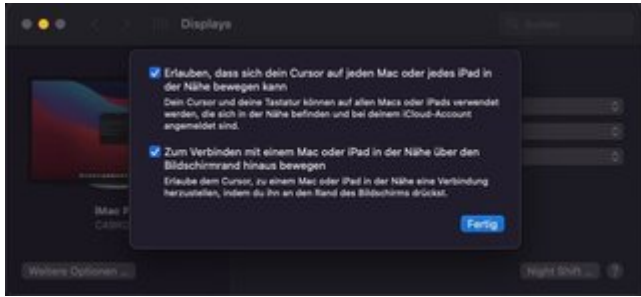 Displays
Suchen
Erlauben, dass sich dein Cursor auf jeden Mac oder jedes iPad in
der Nähe bewegen kann
Dein Cursor und deine Tastatur können auf allen Macs oder iPads verwendet
werden, die sich in der Nähe befinden und bei deinem iCloud-Account
angemeldet sind.
Zum Verbinden mit einem Mac oder iPad in der Nähe über den
Bildschirmrand hinaus bewegen
Erlaube dem Cursor, zu einem Mac oder iPad in der Nähe eine Verbindung
herzustellen, indem du ihn an den Rand des Bildschirms drückst.
iMac
Fertig
Weitere Optionen ...
Night Shift ...
?